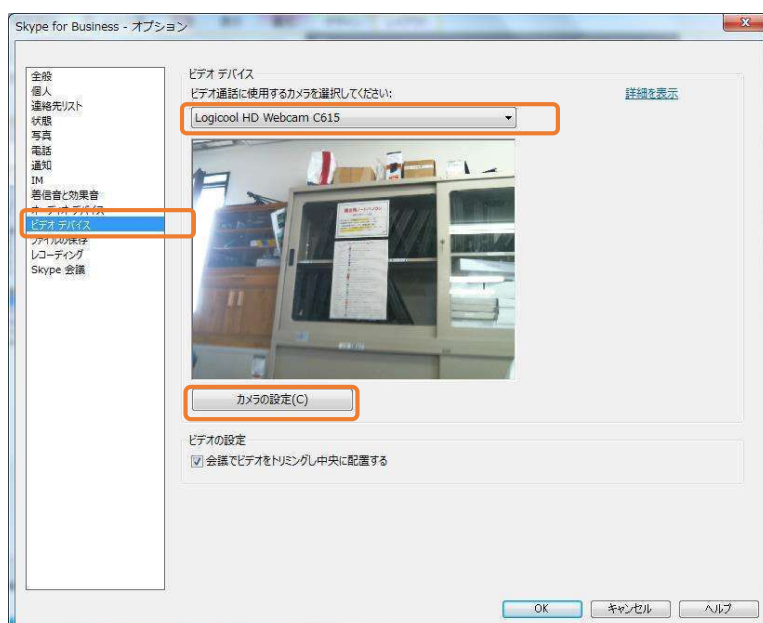 Skype for Business - オプション
全般
個人
連絡先リスト
状態
写真
電話
通知
IM
着信音と効果音
オーディオ デバイス
ビデオ デバイス
ファイルの保存
レコーディング
Skype 会議
ビデオ デバイス
ビデオ通話に使用するカメラを選択してください:
詳細を表示
Logicool HD Webcam C615
カメラの設定(C)
ビデオの設定
会議でビデオをトリミングし中央に配置する
OK
キャンセル
ヘルプ